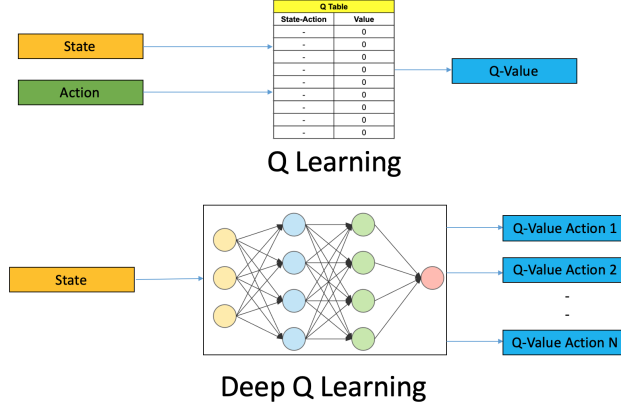 Q Table
State-Action Value
- 0
- 0
- 0
- 0
- 0
- 0
- 0
- 0
- 0
State
Action
Q-Value
Q Learning
State
Q-Value Action 1
Q-Value Action 2
-
-
Q-Value Action N
Deep Q Learning